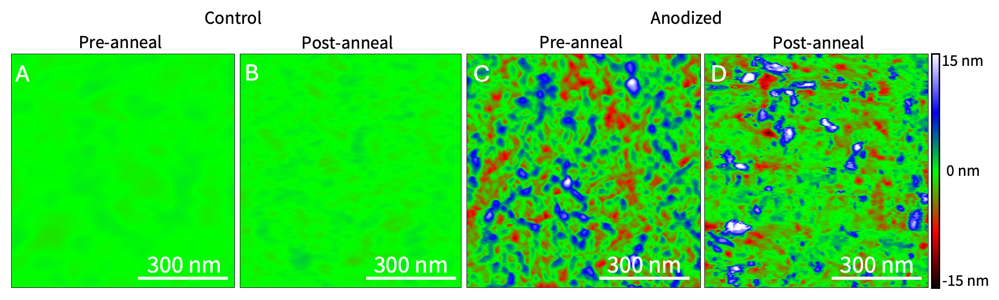 Control
Anodized
Pre-anneal
Post-anneal
Pre-anneal
Post-anneal
A
B
C
D
15 nm
0 nm
-15 nm
300 nm
300 nm
300 nm
300 nm